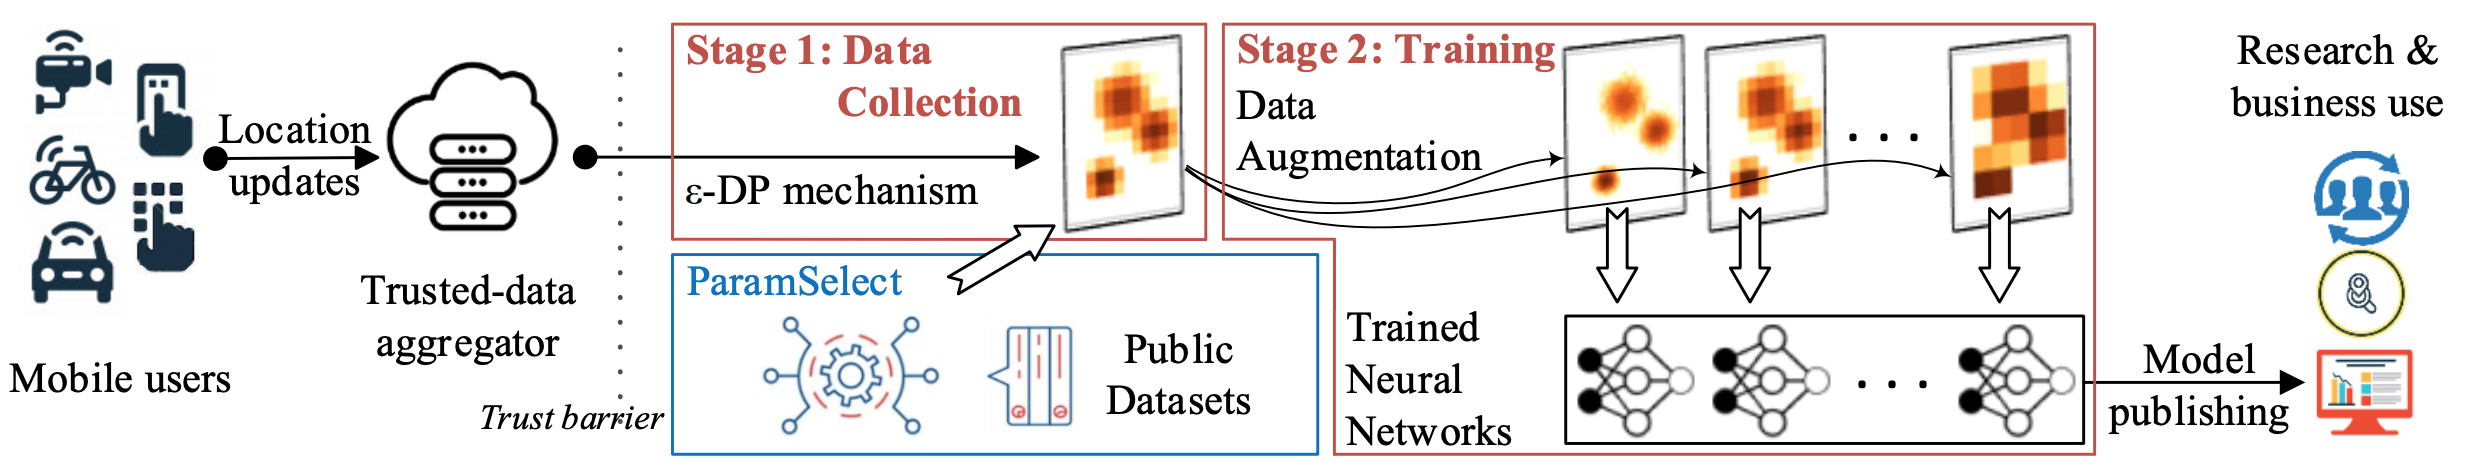 Mobile users
Location
updates
Trusted-data
aggregator
Trust barrier
Stage 1: Data
Collection
ε-DP mechanism
ParamSelect
Public
Datasets
Stage 2: Training
Data
Augmentation
. . .
Trained
Neural
Networks
. . .
Model
publishing
Research &
business use